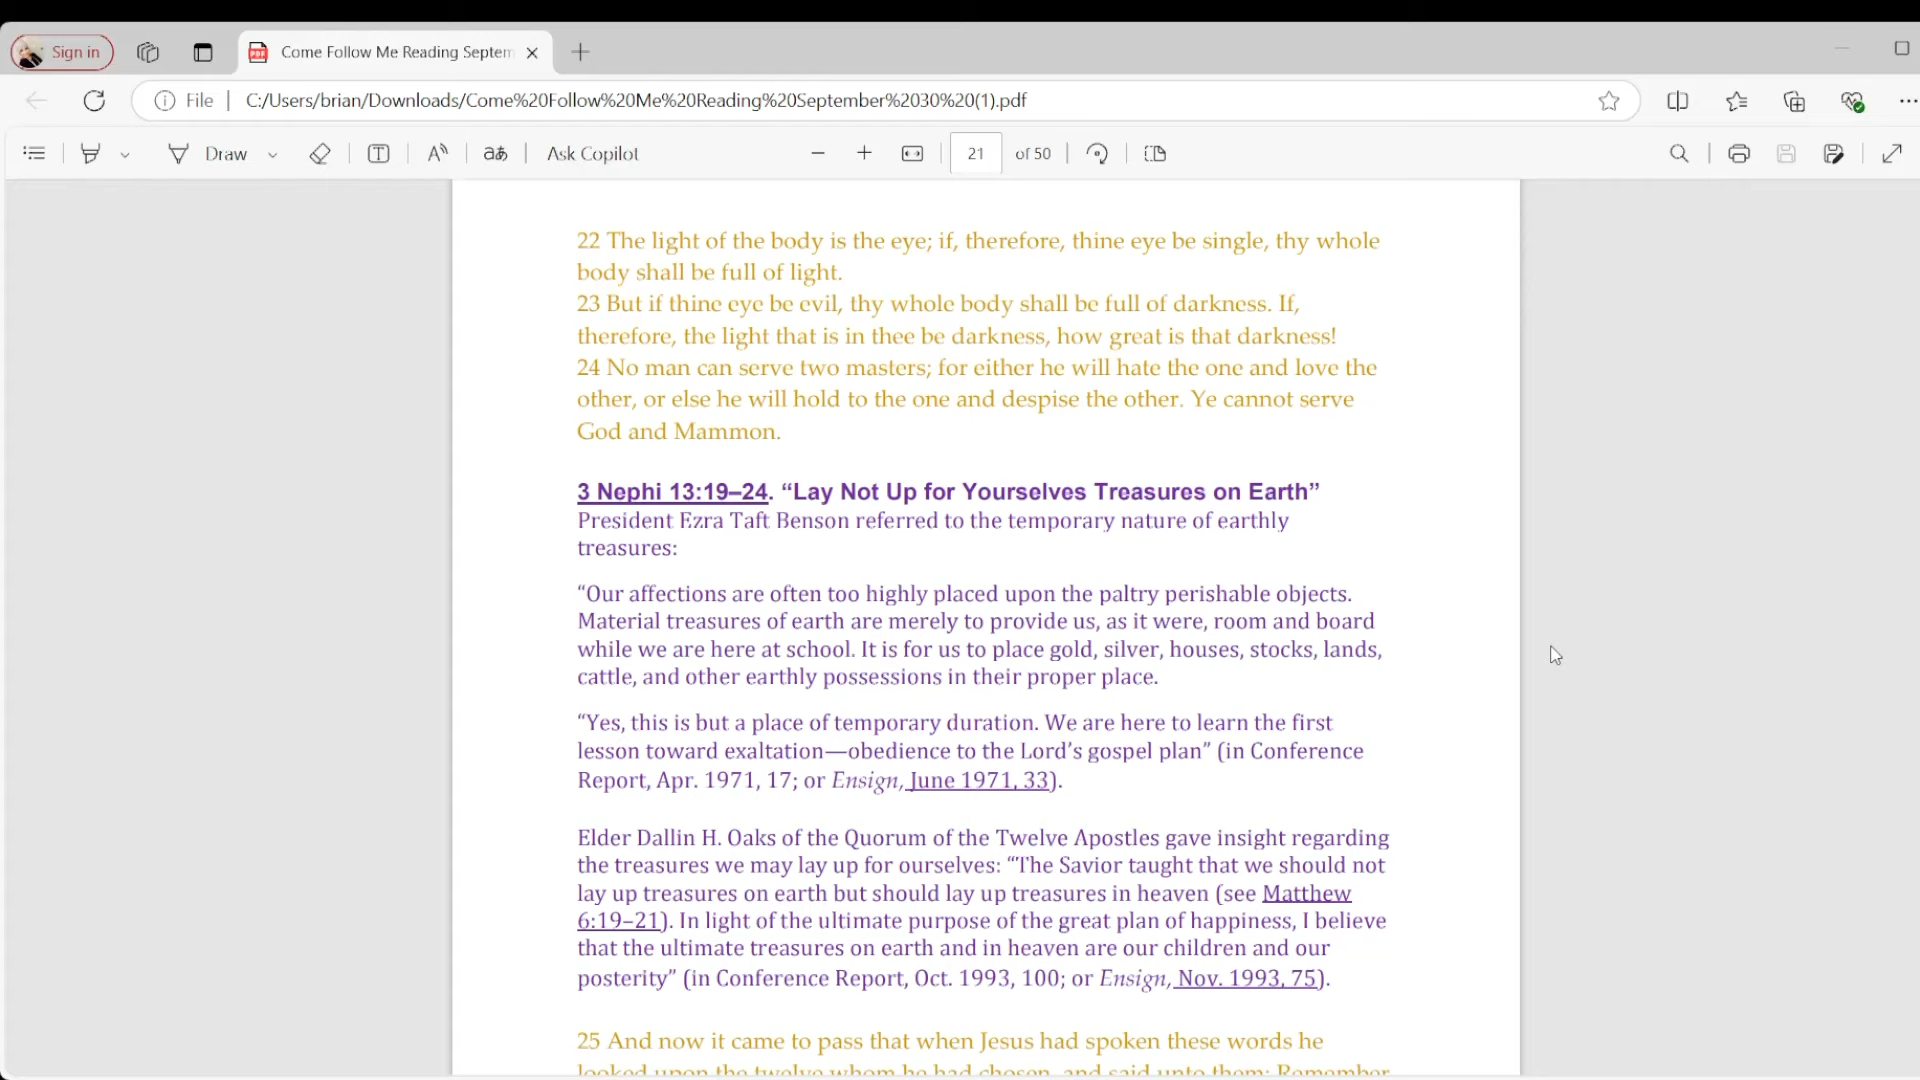 Sign in
Come Follow Me Reading Septem
File
C:/Users/brian/Downloads/Come%20Follow%20Me%20Reading%20September%2030%20(1).pdf
Draw
Ask Copilot
21 of 50
22 The light of the body is the eye; if, therefore, thine eye be single, thy whole
body shall be full of light.
23 But if thine eye be evil, thy whole body shall be full of darkness. If,
therefore, the light that is in thee be darkness, how great is that darkness!
24 No man can serve two masters; for either he will hate the one and love the
other, or else he will hold to the one and despise the other. Ye cannot serve
God and Mammon.
3 Nephi 13:19–24. “Lay Not Up for Yourselves Treasures on Earth”
President Ezra Taft Benson referred to the temporary nature of earthly
treasures:
“Our affections are often too highly placed upon the paltry perishable objects.
Material treasures of earth are merely to provide us, as it were, room and board
while we are here at school. It is for us to place gold, silver, houses, stocks, lands,
cattle, and other earthly possessions in their proper place.
“Yes, this is but a place of temporary duration. We are here to learn the first
lesson toward exaltation—obedience to the Lord’s gospel plan” (in Conference
Report, Apr. 1971, 17; or Ensign, June 1971, 33).
Elder Dallin H. Oaks of the Quorum of the Twelve Apostles gave insight regarding
the treasures we may lay up for ourselves: “The Savior taught that we should not
lay up treasures on earth but should lay up treasures in heaven (see Matthew
6:19–21). In light of the ultimate purpose of the great plan of happiness, I believe
that the ultimate treasures on earth and in heaven are our children and our
posterity” (in Conference Report, Oct. 1993, 100; or Ensign, Nov. 1993, 75).
25 And now it came to pass that when Jesus had spoken these words he
looked upon the twelve whom he had chosen, and said unto them: Remember